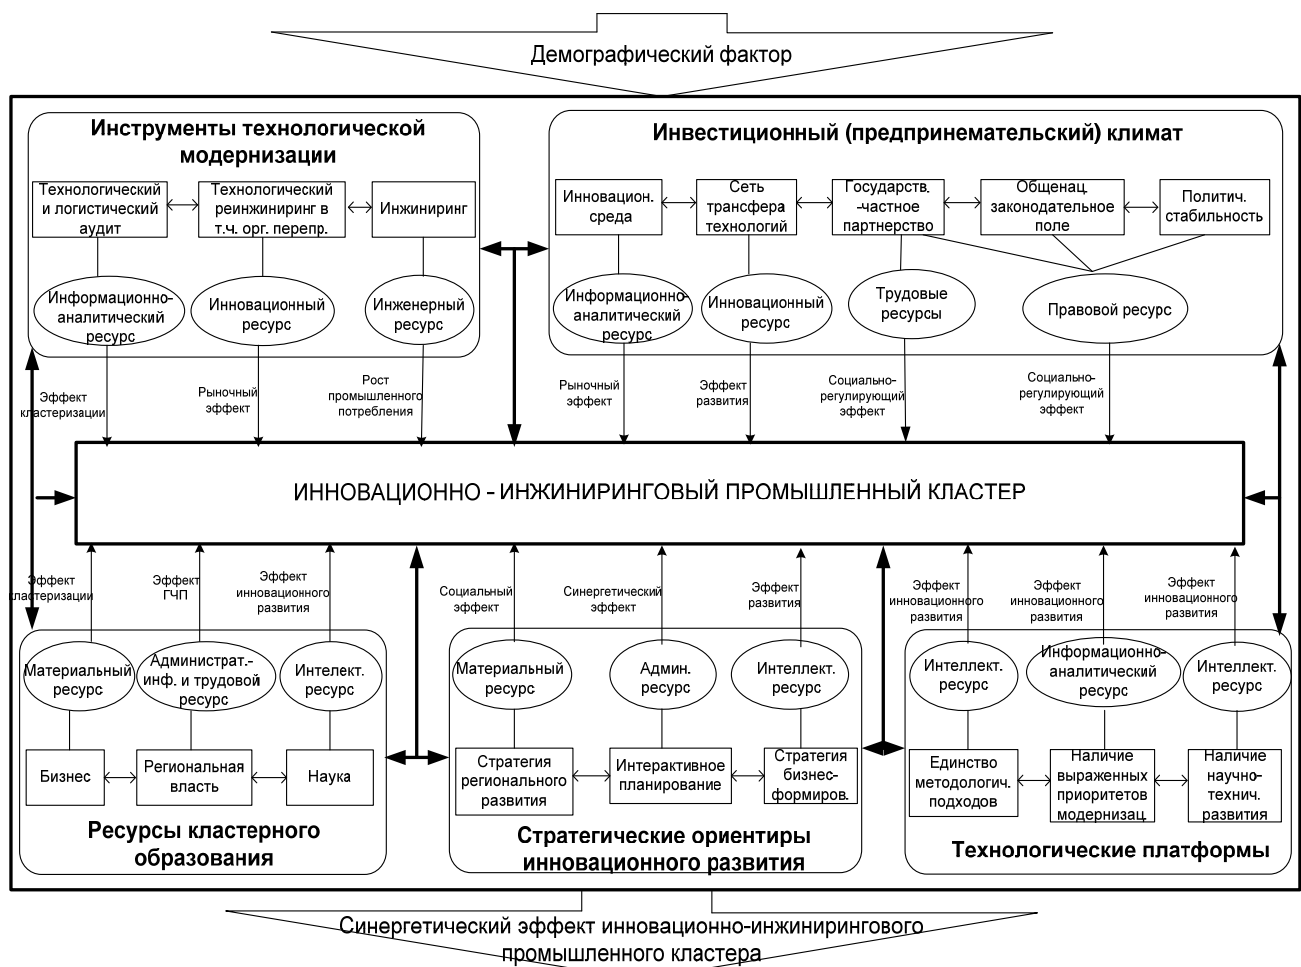 Демографический фактор
Инструменты технологической
модернизации
Технологический
и логистический
аудит
Технологический
реинжиниринг в
т.ч. орг. перепр.
Инжиниринг
Информационно-
аналитический
ресурс
Инновационный
ресурс
Инженерный
ресурс
Инвестиционный (предпринемательский) климат
Инновацион.
среда
Сеть
трансфера
технологий
Государств.
-частное
партнерство
Общенац.
законодательное
поле
Политич.
стабильность
Информационно-
аналитический
ресурс
Инновационный
ресурс
Трудовые
ресурсы
Правовой ресурс
Эффект
кластеризации
Рыночный
эффект
Рост
промышленного
потребления
Рыночный
эффект
Эффект
развития
Социально-
регулирующий
эффект
Социально-
регулирующий
эффект
ИННОВАЦИОННО - ИНЖИНИРИНГОВЫЙ ПРОМЫШЛЕННЫЙ КЛАСТЕР
Эффект
кластеризации
Эффект
ГЧП
Эффект
инновационного
развития
Социальный
эффект
Синергетический
эффект
Эффект
развития
Эффект
инновационного
развития
Эффект
инновационного
развития
Эффект
инновационного
развития
Материальный
ресурс
Администрат.-
инф. и трудовой
ресурс
Интелект.
ресурс
Бизнес
Региональная
власть
Наука
Ресурсы кластерного
образования
Материальный
ресурс
Админ.
ресурс
Интеллект.
ресурс
Стратегия
регионального
развития
Интерактивное
планирование
Стратегия
бизнес-
формиров.
Стратегические ориентиры
инновационного развития
Интеллект.
ресурс
Информационно-
аналитический
ресурс
Интеллект.
ресурс
Единство
методологич.
подходов
Наличие
выраженных
приоритетов
модернизац.
Наличие
научно-
технич.
развития
Технологические платформы
Синергетический эффект инновационно-инжинирингового
промышленного кластера